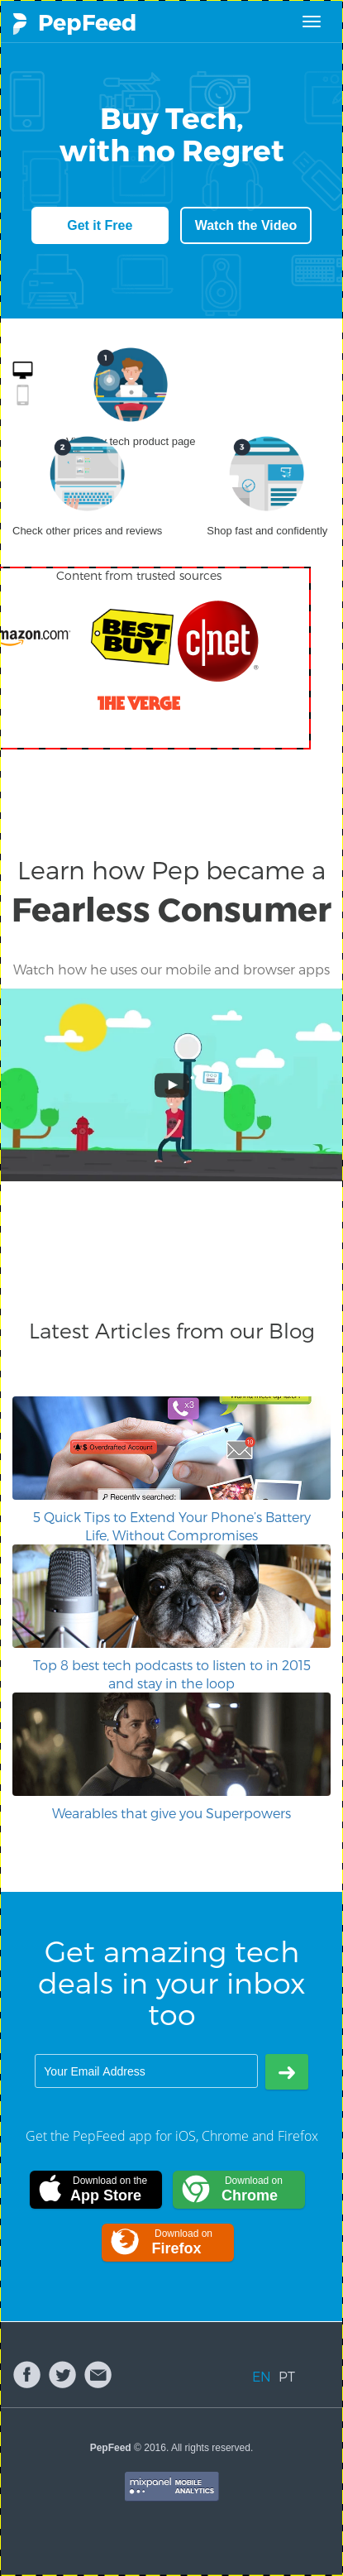 PepFeed
Buy Tech,
with no Regret
Get it Free
Watch the Video
1
tech product page
2
3
Check other prices and reviews
Shop fast and confidently
Content from trusted sources
mazon.com
BEST
BUY
c|net
THE VERGE
Learn how Pep became a
Fearless Consumer
Watch how he uses our mobile and browser apps
Latest Articles from our Blog
x3
Overdrafted Account
10
Recently searched:
5 Quick Tips to Extend Your Phone's Battery
Life, Without Compromises
Top 8 best tech podcasts to listen to in 2015
and stay in the loop
Wearables that give you Superpowers
Get amazing tech
deals in your inbox
too
Your Email Address
Get the PepFeed app for iOS, Chrome and Firefox
Download on the
App Store
Download on
Chrome
Download on
Firefox
EN PT
PepFeed © 2016. All rights reserved.
mixpanel MOBILE
ANALYTICS